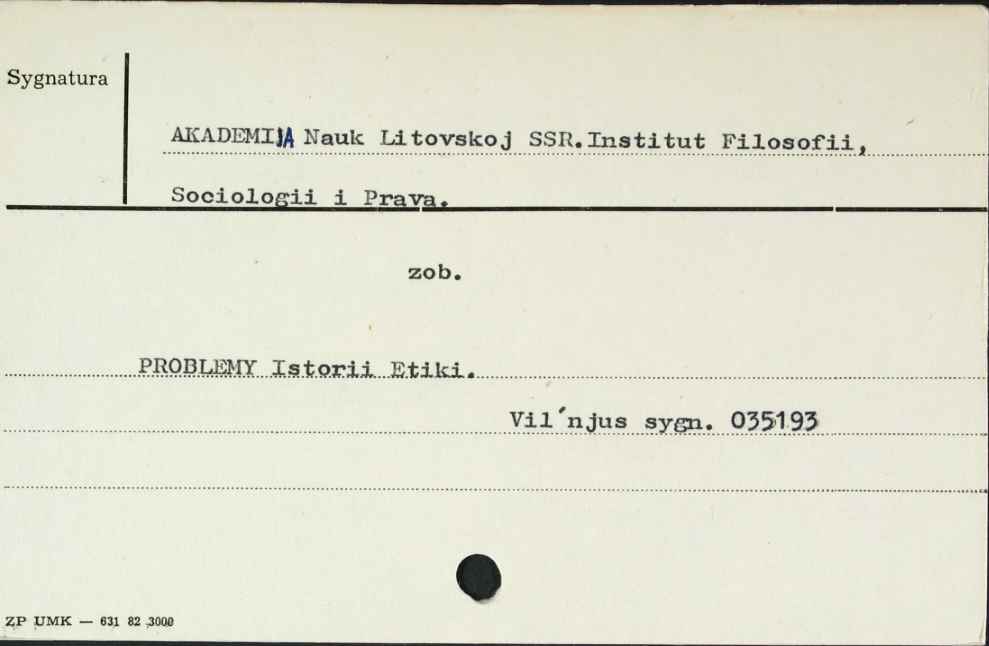 Sygnatura
AKADEMIJA Nauk Litovskoj SSR.Institut Filosofii,
Sociologii i Prava.
zob.
PROBLEMY Istorii Etiki.
Vil´njus sygn. 035193
ZP UMK — 631 82 3000